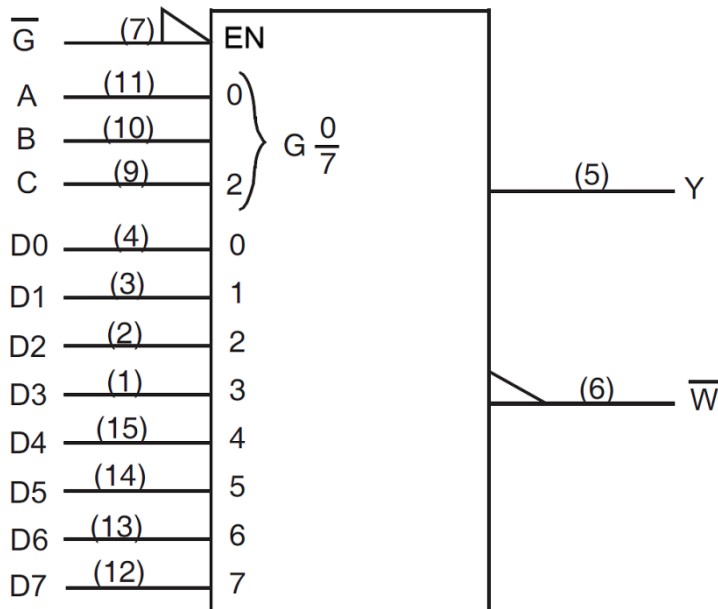 G̅ (7) EN
A (11) 0
B (10) G 0/7
C (9) 2
(5) Y
D0 (4) 0
D1 (3) 1
D2 (2) 2
D3 (1) 3
(6) W̅
D4 (15) 4
D5 (14) 5
D6 (13) 6
D7 (12) 7